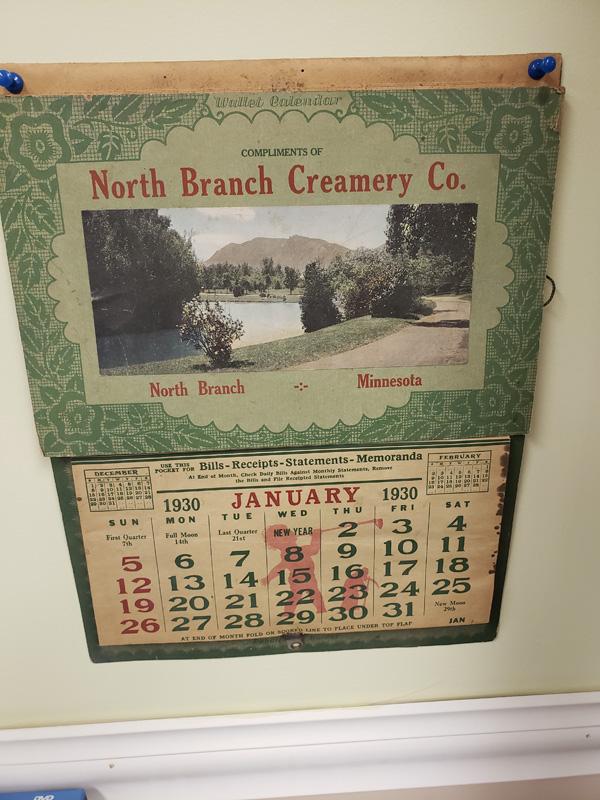 Wallet Calendar
COMPLIMENTS OF
North Branch Creamery Co.
North Branch -:- Minnesota
DECEMBER
USE THIS POCKET FOR
Bills-Receipts-Statements-Memoranda
At End of Month, Check Daily Bills Against Monthly Statements, Remove
the Bills and File Receipted Statements
FEBRUARY
1930 JANUARY 1930
SUN MON TUE WED THU FRI SAT
First Quarter 7th Full Moon 14th Last Quarter 21st NEW YEAR 2 3 4
5 6 7 8 9 10 11
12 13 14 15 16 17 18
19 20 21 22 23 24 25
26 27 28 29 30 31 New Moon 29th
JAN
AT END OF MONTH FOLD ON SCORED LINE TO PLACE UNDER TOP FLAP
DVD